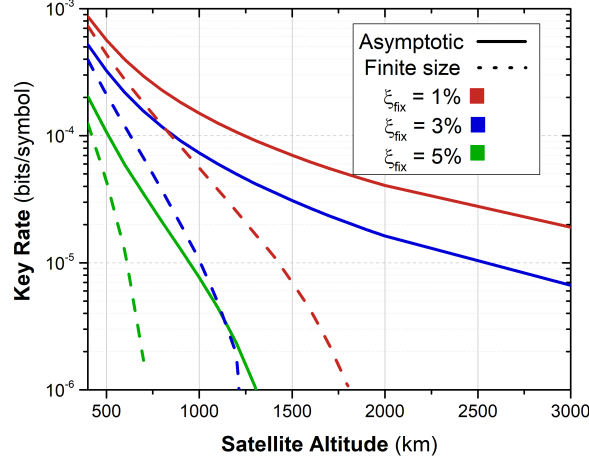 10⁻³
10⁻⁴
10⁻⁵
10⁻⁶
Key Rate (bits/symbol)
Asymptotic
Finite size
ξfix = 1%
ξfix = 3%
ξfix = 5%
500 1000 1500 2000 2500 3000
Satellite Altitude (km)